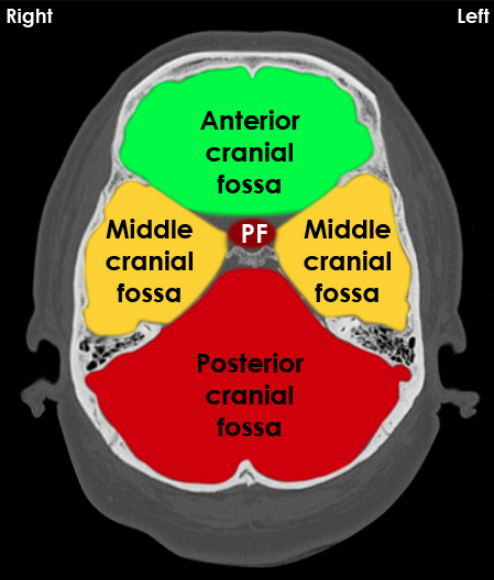 Right
Left
Anterior
cranial
fossa
Middle
cranial
fossa
PF
Middle
cranial
fossa
Posterior
cranial
fossa